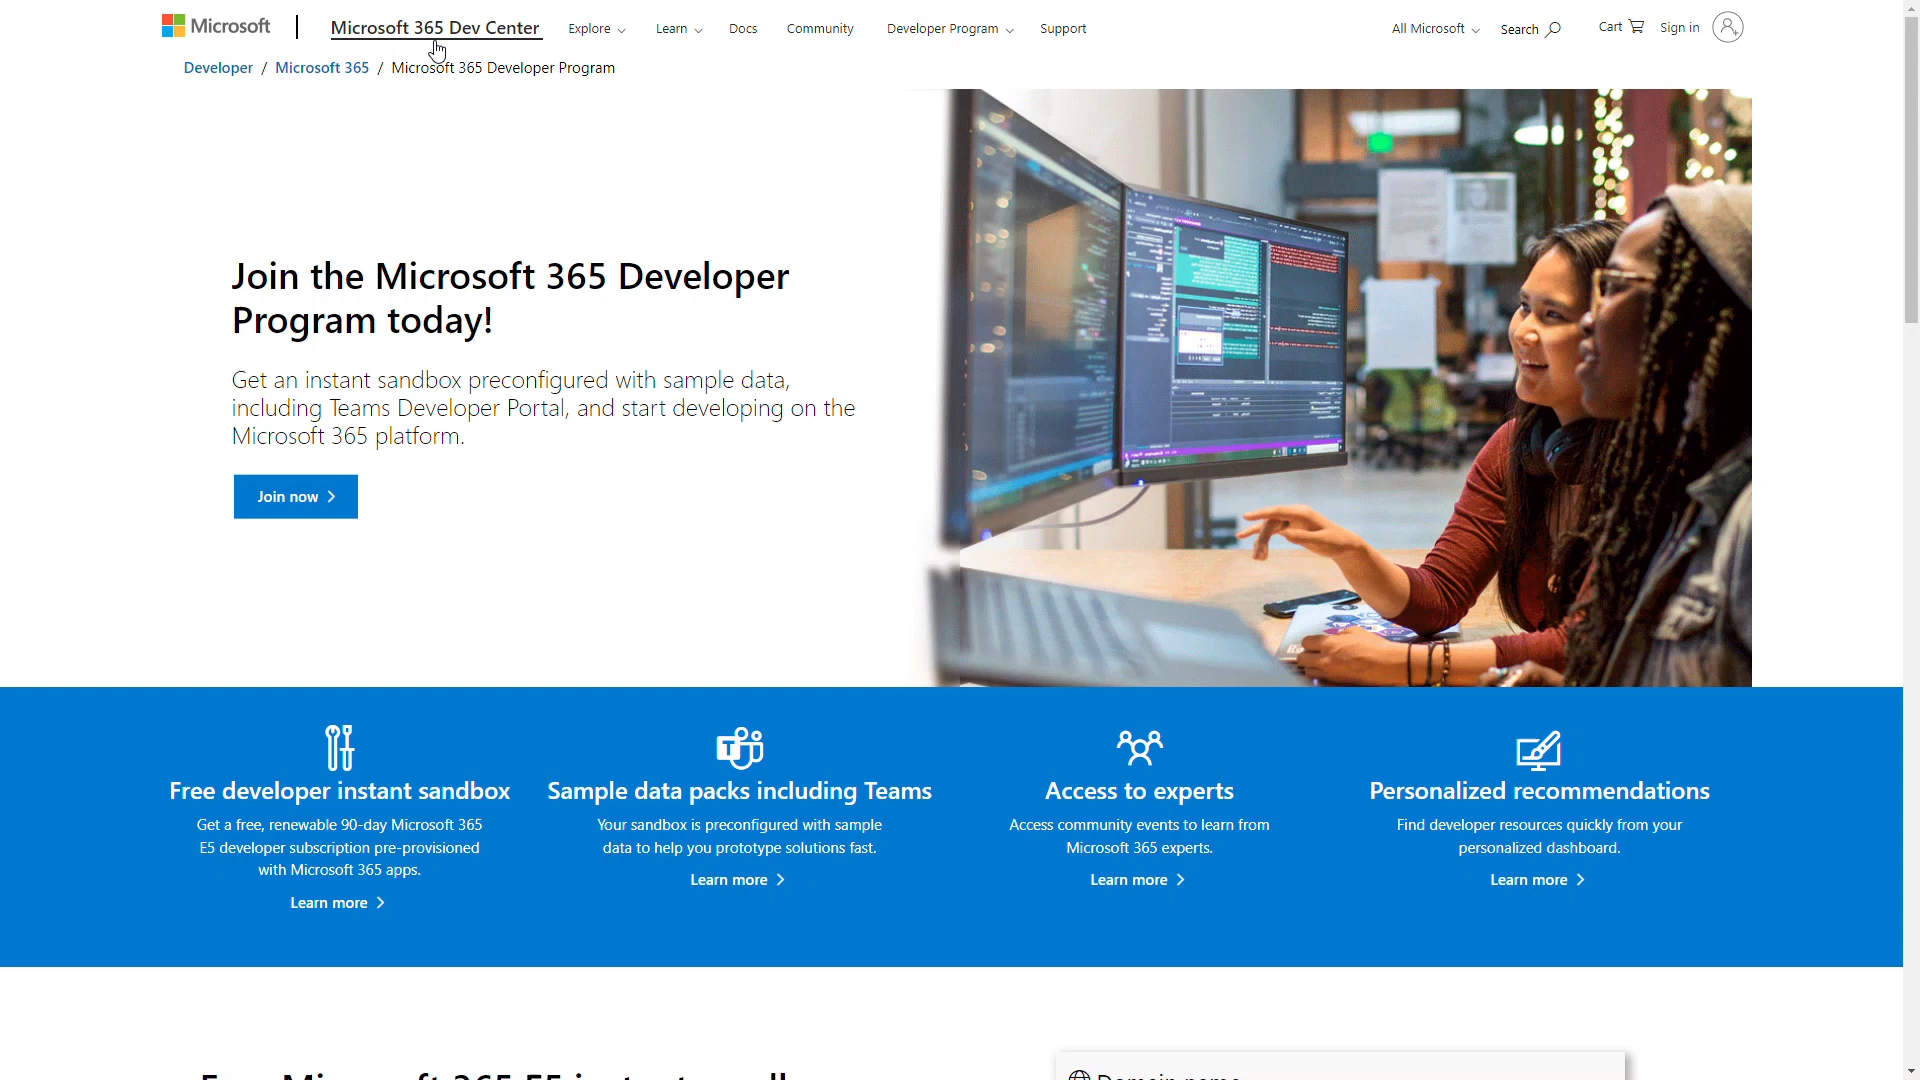 Microsoft
Microsoft 365 Dev Center
Explore
Learn
Docs
Community
Developer Program
Support
All Microsoft
Search
Cart
Sign in
Developer / Microsoft 365 / Microsoft 365 Developer Program
Join the Microsoft 365 Developer
Program today!
Get an instant sandbox preconfigured with sample data,
including Teams Developer Portal, and start developing on the
Microsoft 365 platform.
Join now
Free developer instant sandbox
Get a free, renewable 90-day Microsoft 365
E5 developer subscription pre-provisioned
with Microsoft 365 apps.
Learn more
Sample data packs including Teams
Your sandbox is preconfigured with sample
data to help you prototype solutions fast.
Learn more
Access to experts
Access community events to learn from
Microsoft 365 experts.
Learn more
Personalized recommendations
Find developer resources quickly from your
personalized dashboard.
Learn more
Microsoft 365 E5 instant
Domain name